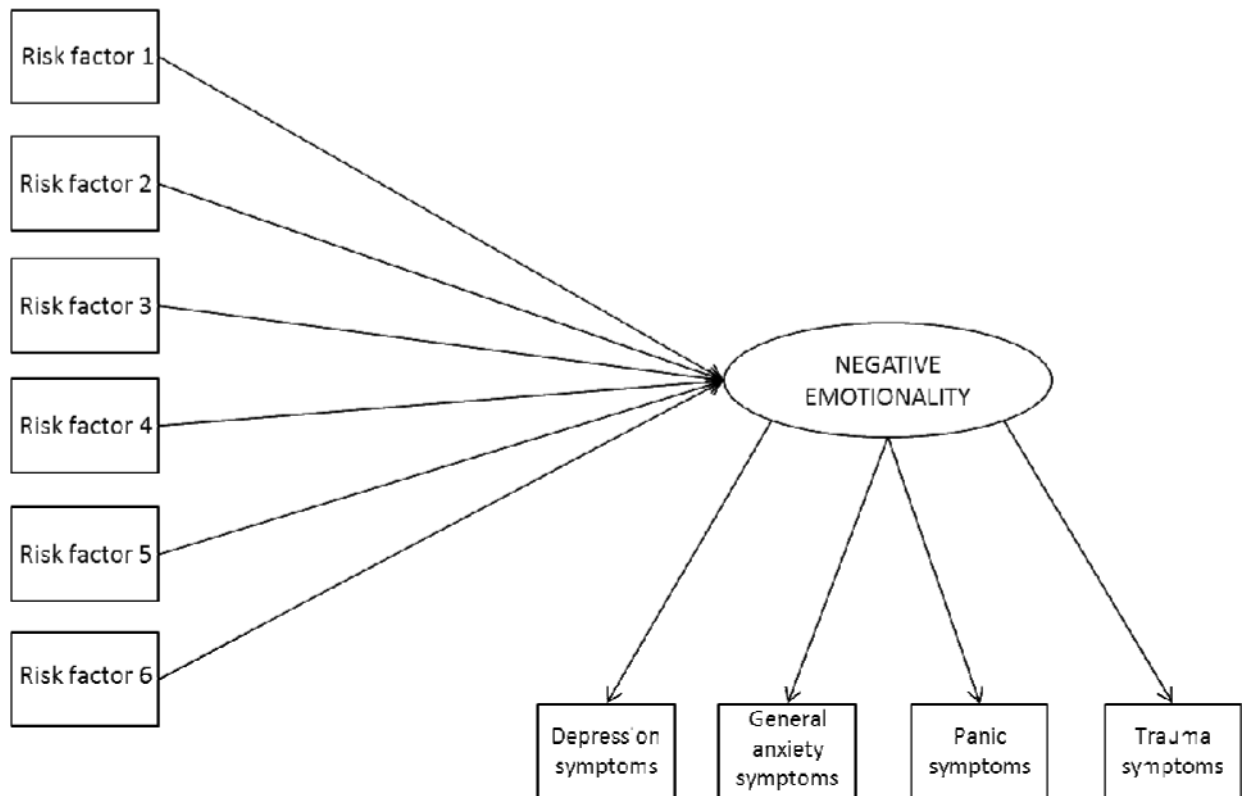 Risk factor 1
Risk factor 2
Risk factor 3
Risk factor 4
Risk factor 5
Risk factor 6
NEGATIVE
EMOTIONALITY
Depression
symptoms
General
anxiety
symptoms
Panic
symptoms
Trauma
symptoms